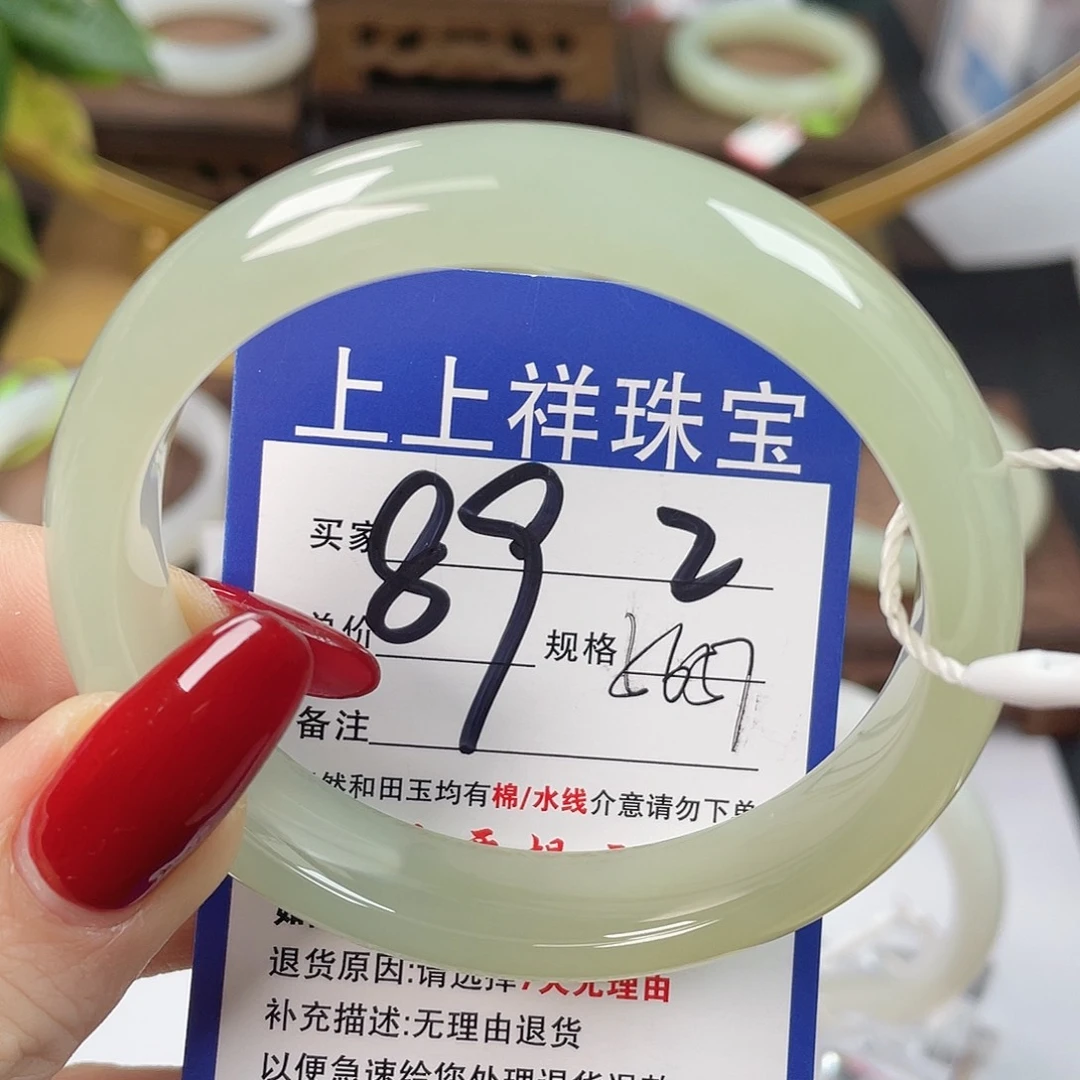 上上祥珠宝
买家 89 2
单价 规格
备注
然和田玉均有棉/水线介意请勿下单
退货原因:请选择7天无理由
补充描述:无理由退货
以便急速给您处理退货退款